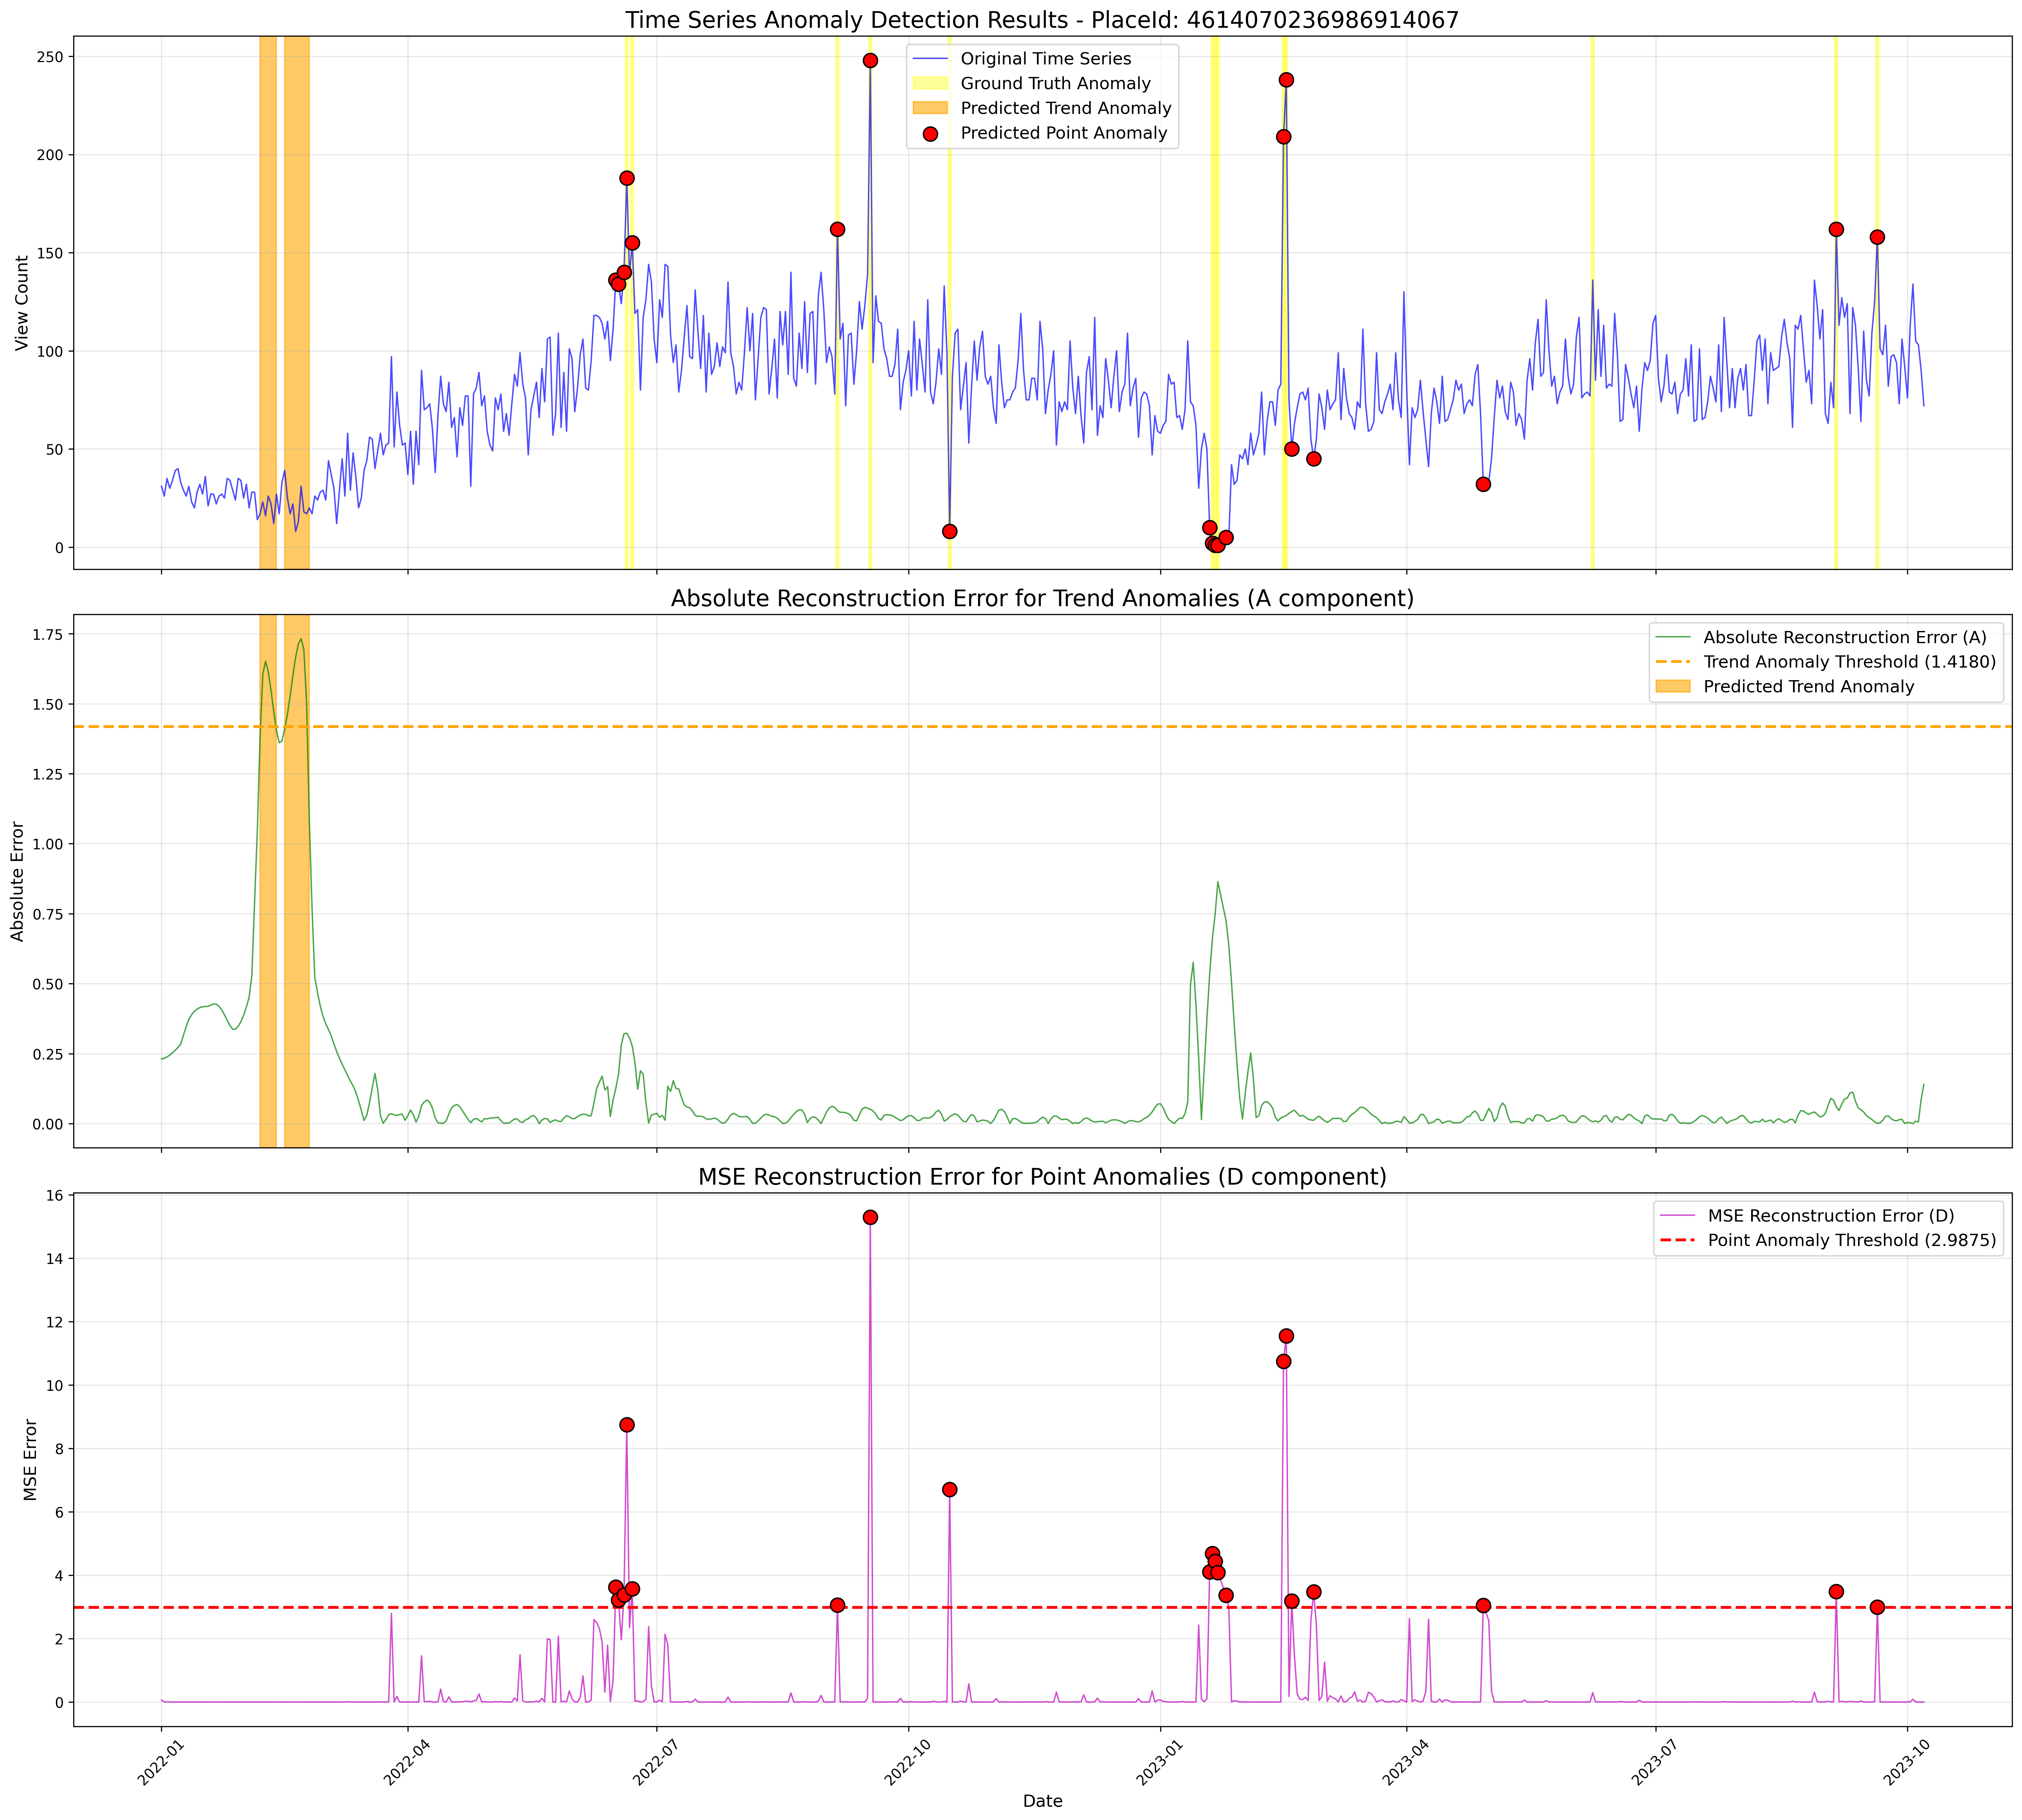 Time Series Anomaly Detection Results - PlaceId: 4614070236986914067
Original Time Series
Ground Truth Anomaly
Predicted Trend Anomaly
Predicted Point Anomaly
View Count
250
200
150
100
50
0
Absolute Reconstruction Error for Trend Anomalies (A component)
Absolute Reconstruction Error (A)
Trend Anomaly Threshold (1.4180)
Predicted Trend Anomaly
Absolute Error
1.75
1.50
1.25
1.00
0.75
0.50
0.25
0.00
MSE Reconstruction Error for Point Anomalies (D component)
MSE Reconstruction Error (D)
Point Anomaly Threshold (2.9875)
MSE Error
16
14
12
10
8
6
4
2
0
2022-01
2022-04
2022-07
2022-10
2023-01
2023-04
2023-07
2023-10
Date